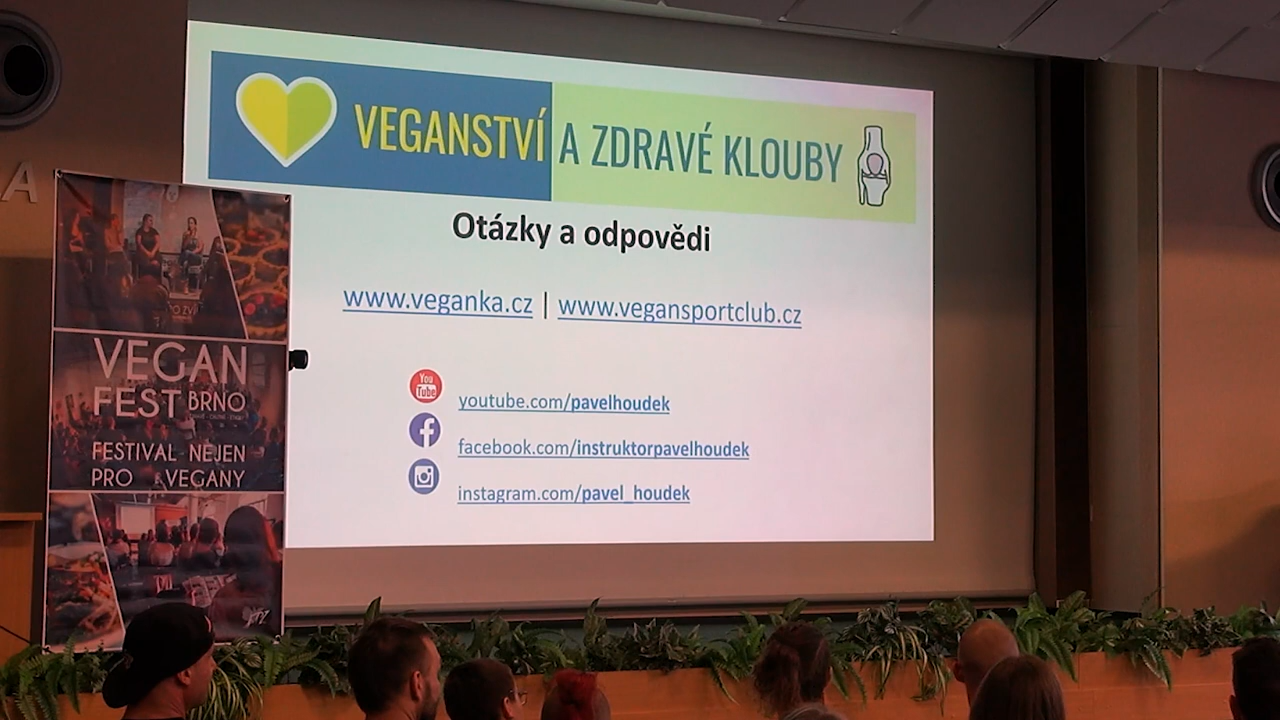 VEGANSTVÍ A ZDRAVÉ KLOUBY
Otázky a odpovědi
www.veganka.cz | www.vegansportclub.cz
You
Tube
youtube.com/pavelhoudek
facebook.com/instruktorpavelhoudek
instagram.com/pavel_houdek
A
VEGAN
FEST BRNO
FESTIVAL NEJEN
PRO VEGANY